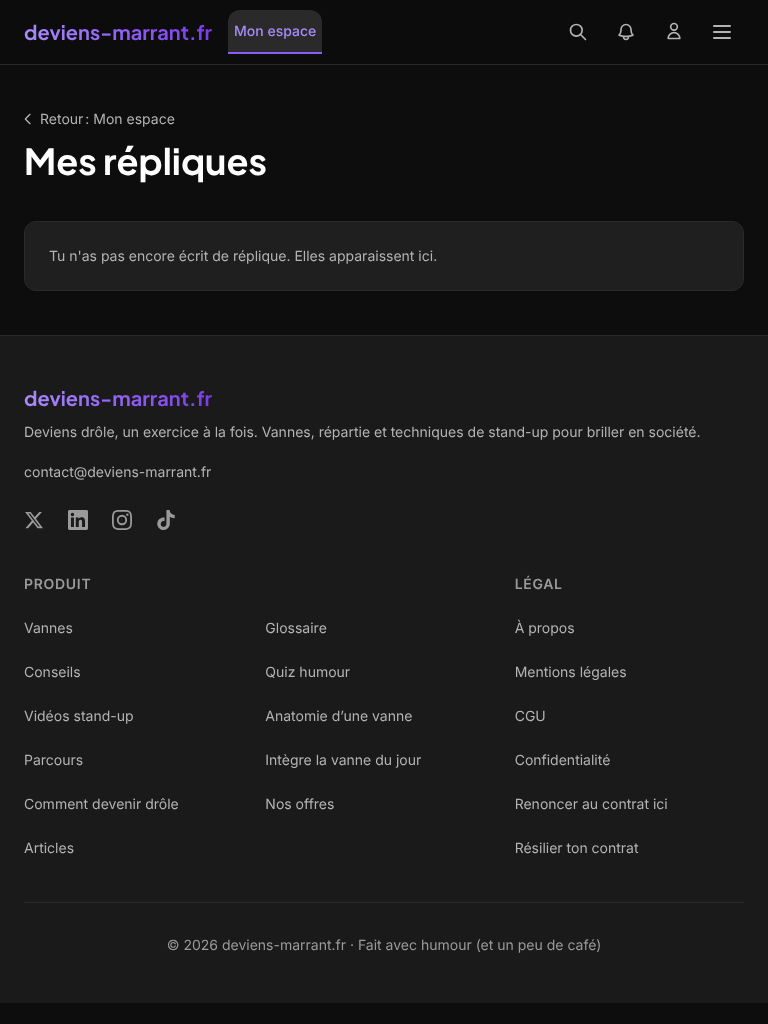 deviens-marrant.fr
Mon espace
Retour : Mon espace
Mes répliques
Tu n'as pas encore écrit de réplique. Elles apparaissent ici.
deviens-marrant.fr
Deviens drôle, un exercice à la fois. Vannes, répartie et techniques de stand-up pour briller en société.
contact@deviens-marrant.fr
PRODUIT
Vannes
Conseils
Vidéos stand-up
Parcours
Comment devenir drôle
Articles
Glossaire
Quiz humour
Anatomie d’une vanne
Intègre la vanne du jour
Nos offres
LÉGAL
À propos
Mentions légales
CGU
Confidentialité
Renoncer au contrat ici
Résilier ton contrat
© 2026 deviens-marrant.fr · Fait avec humour (et un peu de café)